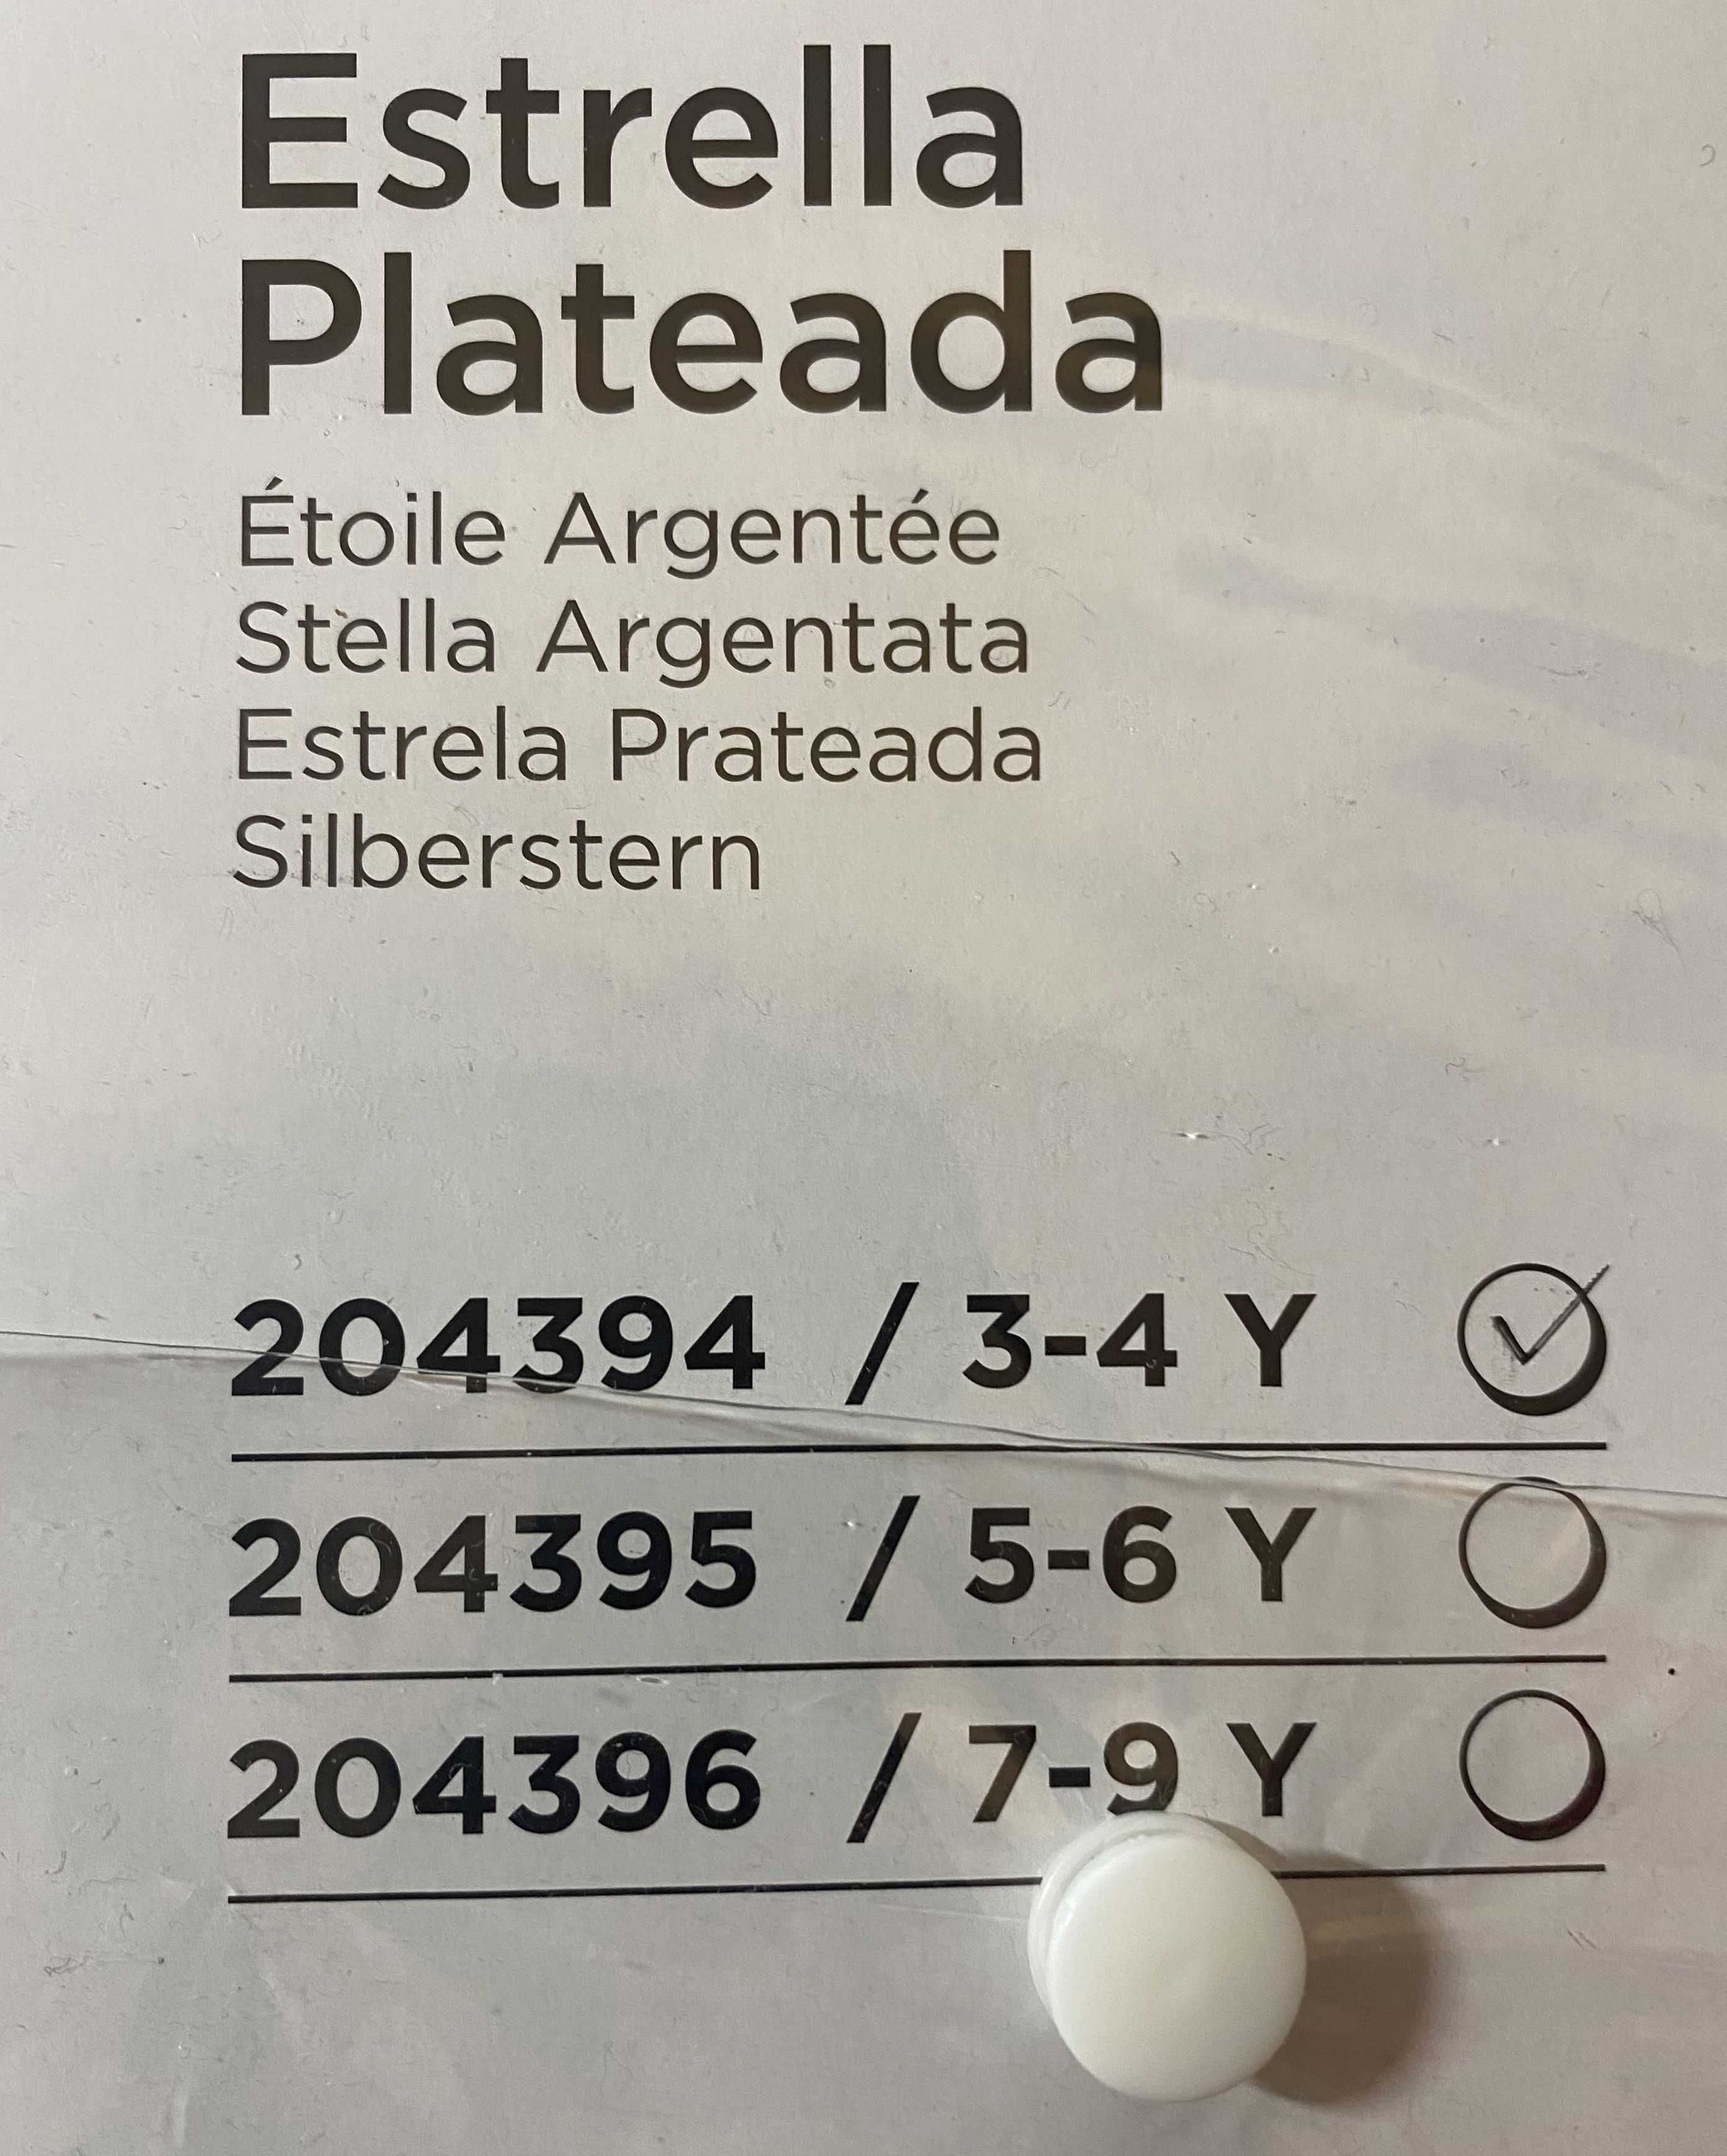 Estrella
Plateada
Étoile Argentée
Stella Argentata
Estrela Prateada
Silberstern
204394 / 3-4 Y
204395 / 5-6 Y
204396 / 7-9 Y